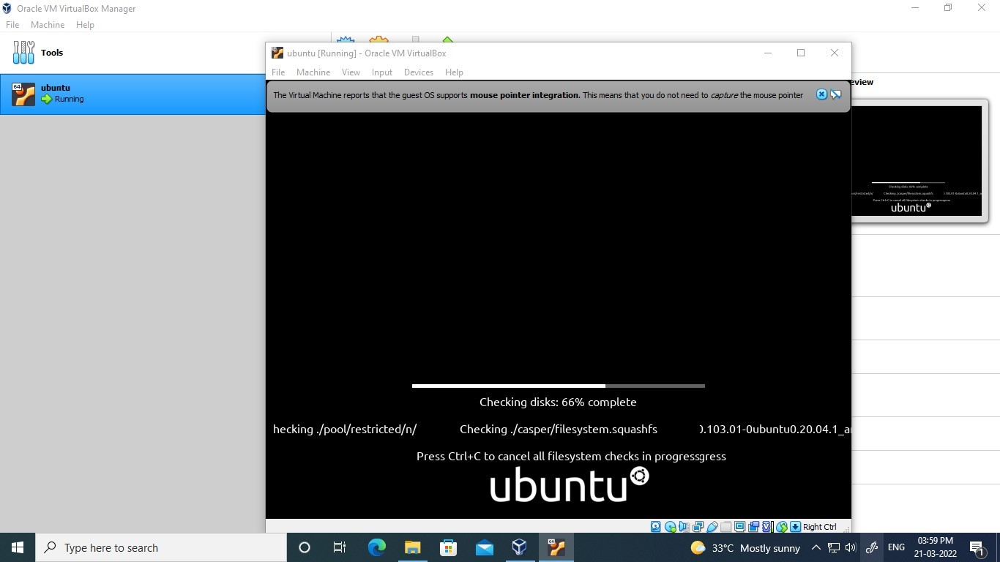 Oracle VM VirtualBox Manager
File Machine Help
Tools
64 ubuntu
Running
ubuntu [Running] - Oracle VM VirtualBox
File Machine View Input Devices Help
The Virtual Machine reports that the guest OS supports mouse pointer integration. This means that you do not need to capture the mouse pointer
eview
Checking disks: 66% complete
Checking ./casper/filesystem.squashfs
Press Ctrl+C to cancel all filesystem checks in progressgress
ubuntu
Checking disks: 66% complete
hecking ./pool/restricted/n/ Checking ./casper/filesystem.squashfs 0.103.01-0ubuntu0.20.04.1_a
Press Ctrl+C to cancel all filesystem checks in progressgress
ubuntu
Right Ctrl
Type here to search
64
33°C Mostly sunny
ENG
03:59 PM
21-03-2022
1